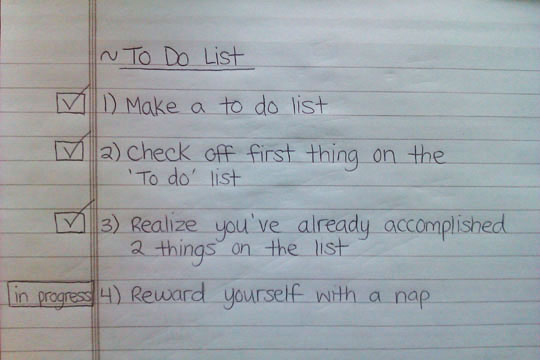 ~ To Do List
1) Make a to do list
2) Check off first thing on the
'To do' list
3) Realize you've already accomplished
2 things on the list
in progress 4) Reward yourself with a nap